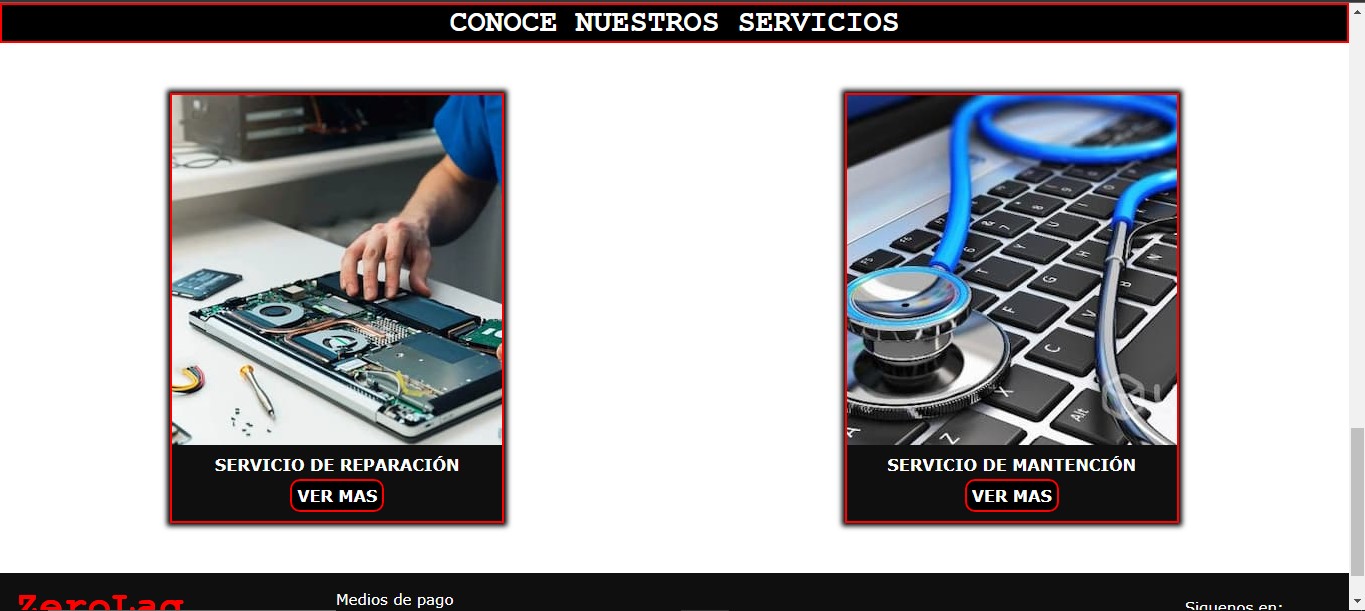 CONOCE NUESTROS SERVICIOS
SERVICIO DE REPARACIÓN
VER MAS
SERVICIO DE MANTENCIÓN
VER MAS
ZeroLag
Medios de pago
Siguenos en: